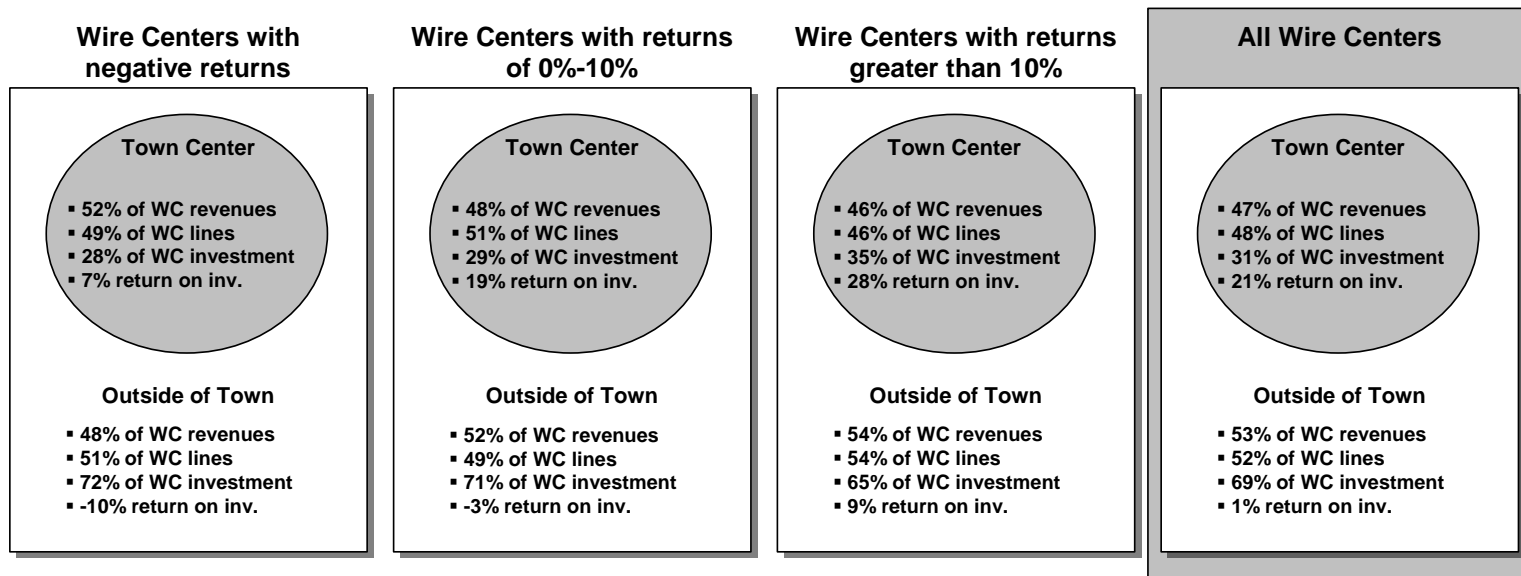 Wire Centers with
negative returns
Town Center
▪ 52% of WC revenues
▪ 49% of WC lines
▪ 28% of WC investment
▪ 7% return on inv.
Outside of Town
▪ 48% of WC revenues
▪ 51% of WC lines
▪ 72% of WC investment
▪ -10% return on inv.
Wire Centers with returns
of 0%-10%
Town Center
▪ 48% of WC revenues
▪ 51% of WC lines
▪ 29% of WC investment
▪ 19% return on inv.
Outside of Town
▪ 52% of WC revenues
▪ 49% of WC lines
▪ 71% of WC investment
▪ -3% return on inv.
Wire Centers with returns
greater than 10%
Town Center
▪ 46% of WC revenues
▪ 46% of WC lines
▪ 35% of WC investment
▪ 28% return on inv.
Outside of Town
▪ 54% of WC revenues
▪ 54% of WC lines
▪ 65% of WC investment
▪ 9% return on inv.
All Wire Centers
Town Center
▪ 47% of WC revenues
▪ 48% of WC lines
▪ 31% of WC investment
▪ 21% return on inv.
Outside of Town
▪ 53% of WC revenues
▪ 52% of WC lines
▪ 69% of WC investment
▪ 1% return on inv.